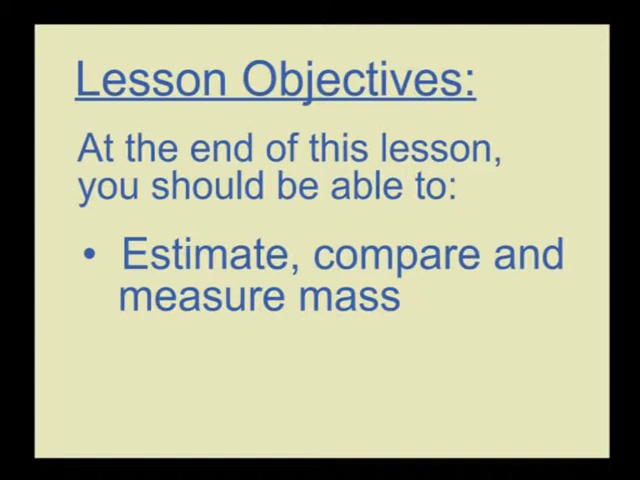 Lesson Objectives:
At the end of this lesson,
you should be able to:
• Estimate, compare and
measure mass